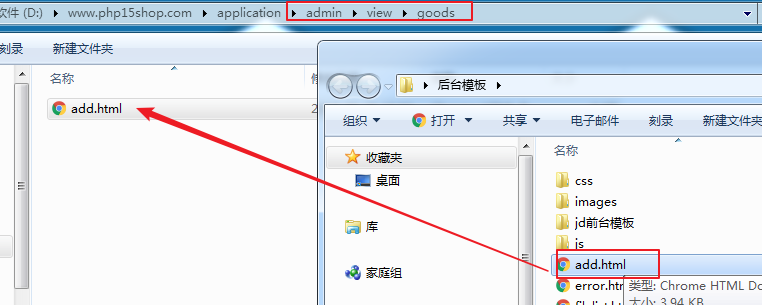 软件 (D:) ▸ www.php15shop.com ▸ application ▸ admin ▸ view ▸ goods
刻录 新建文件夹
名称
add.html
2
后台模板
组织 打开 共享 电子邮件 刻录 新建文件夹
收藏夹
桌面
库
家庭组
名称
css
images
jd前台模板
js
add.html
error.ht
类型: Chrome HTML Do
大小: 3.94 KB